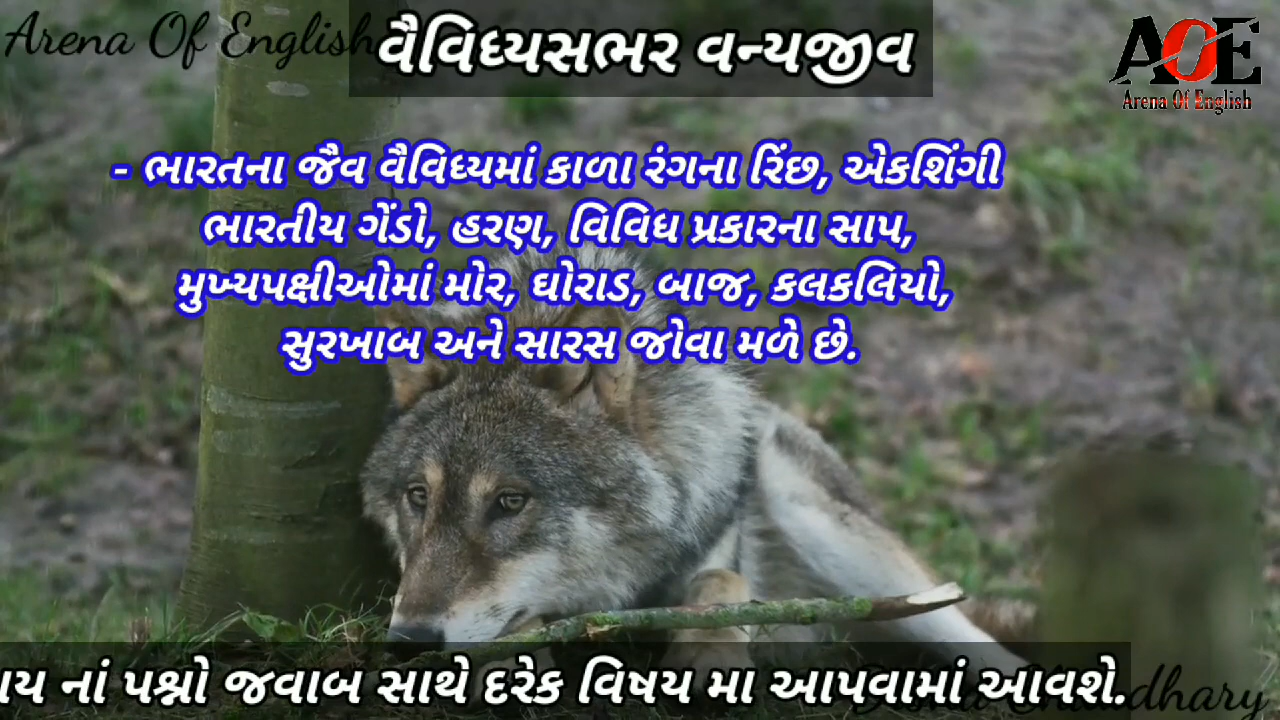 Arena Of English
વૈવિધ્યસભર વન્યજીવ
AOE
Arena Of English
- ભારતના જૈવ વૈવિધ્યમાં કાળા રંગના રિંછ, એકશિંગી
ભારતીય ગેંડો, હરણ, વિવિધ પ્રકારના સાપ,
મુખ્યપક્ષીઓમાં મોર, ઘોરાડ, બાજ, કલકલિયો,
સુરખાબ અને સારસ જોવા મળે છે.
નાં પશ્નો જવાબ સાથે દરેક વિષય મા આપવામાં આવશે.